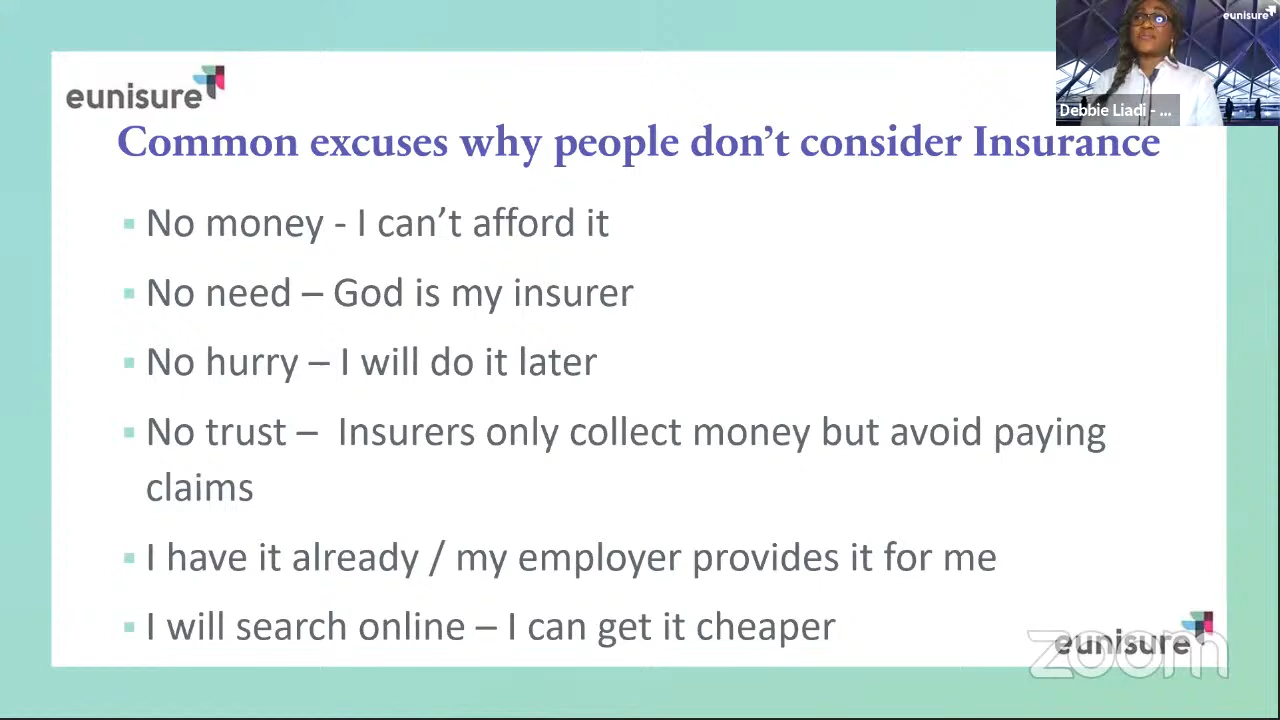 eunisure
eunisure
Debbie Liadi - ...
Common excuses why people don’t consider Insurance
▪ No money - I can’t afford it
▪ No need – God is my insurer
▪ No hurry – I will do it later
▪ No trust – Insurers only collect money but avoid paying
claims
▪ I have it already / my employer provides it for me
▪ I will search online – I can get it cheaper
eunisure
zoom